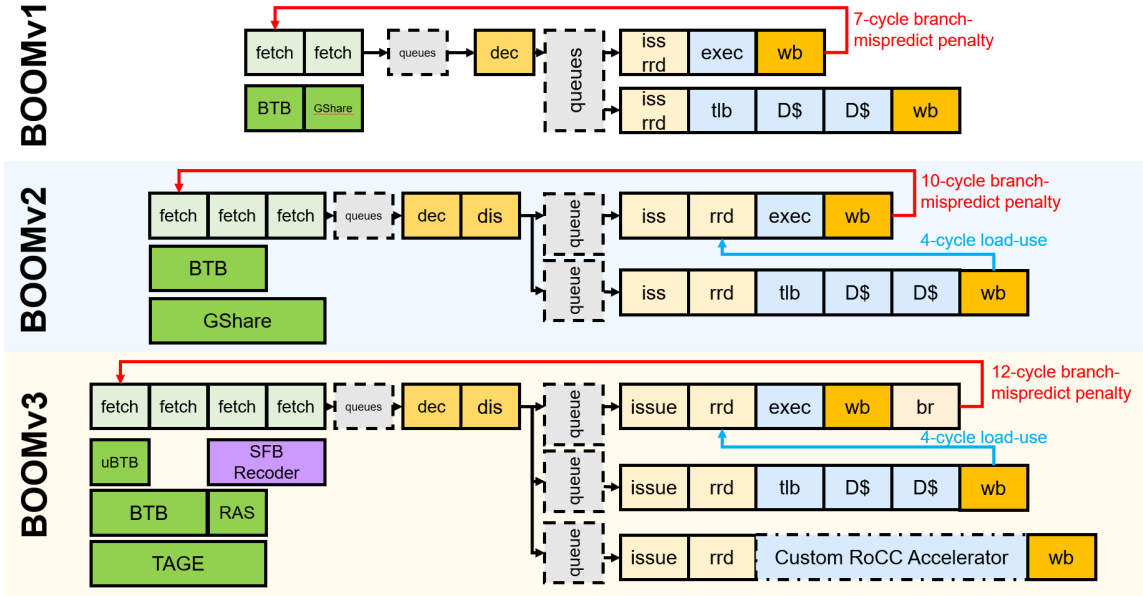 BOOMv1
7-cycle branch-
mispredict penalty
fetch fetch queues dec queues iss rrd exec wb
BTB GShare iss rrd tlb D$ D$ wb
BOOMv2
10-cycle branch-
mispredict penalty
fetch fetch fetch queues dec dis queue iss rrd exec wb
4-cycle load-use
BTB queue iss rrd tlb D$ D$ wb
GShare
BOOMv3
12-cycle branch-
mispredict penalty
fetch fetch fetch fetch queues dec dis queue issue rrd exec wb br
4-cycle load-use
uBTB SFB
Recoder
queue issue rrd tlb D$ D$ wb
BTB RAS
TAGE
queue issue rrd Custom RoCC Accelerator wb